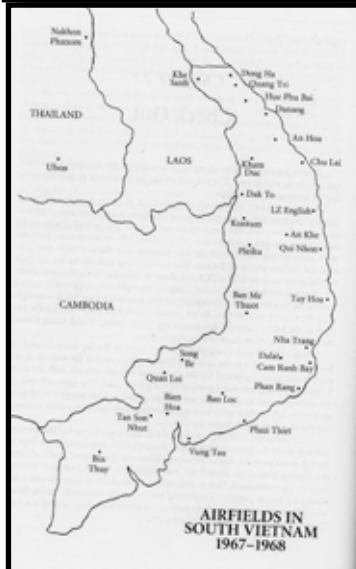 Nakhon
Phanom
Khe
Sanh
Dong Ha
Quang Tri
Hue Phu Bai
Danang
THAILAND
An Hoa
Ubon
LAOS
Kham
Duc
Chu Lai
Dak To
LZ English
Kontum
An Khe
Pleiku
Qui Nhon
CAMBODIA
Ban Me
Thuot
Tuy Hoa
Nha Trang
Song
Be
Dalat
Cam Ranh Bay
Quan Loi
Phan Rang
Bien
Hoa
Bao Loc
Tan Son
Nhut
Phan Thiet
Vung Tau
Bin
Thuy
AIRFIELDS IN
SOUTH VIETNAM
1967–1968